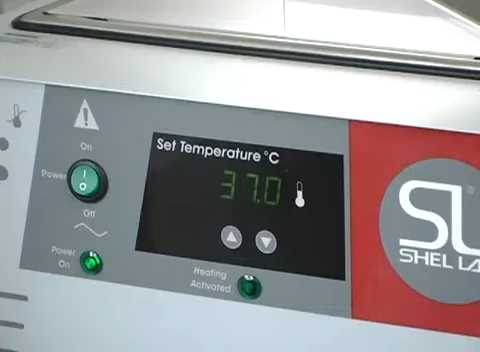 Set Temperature °C
37.0
On
Power
I
O
Off
Power
On
Heating
Activated
SL
®
SHEL LA